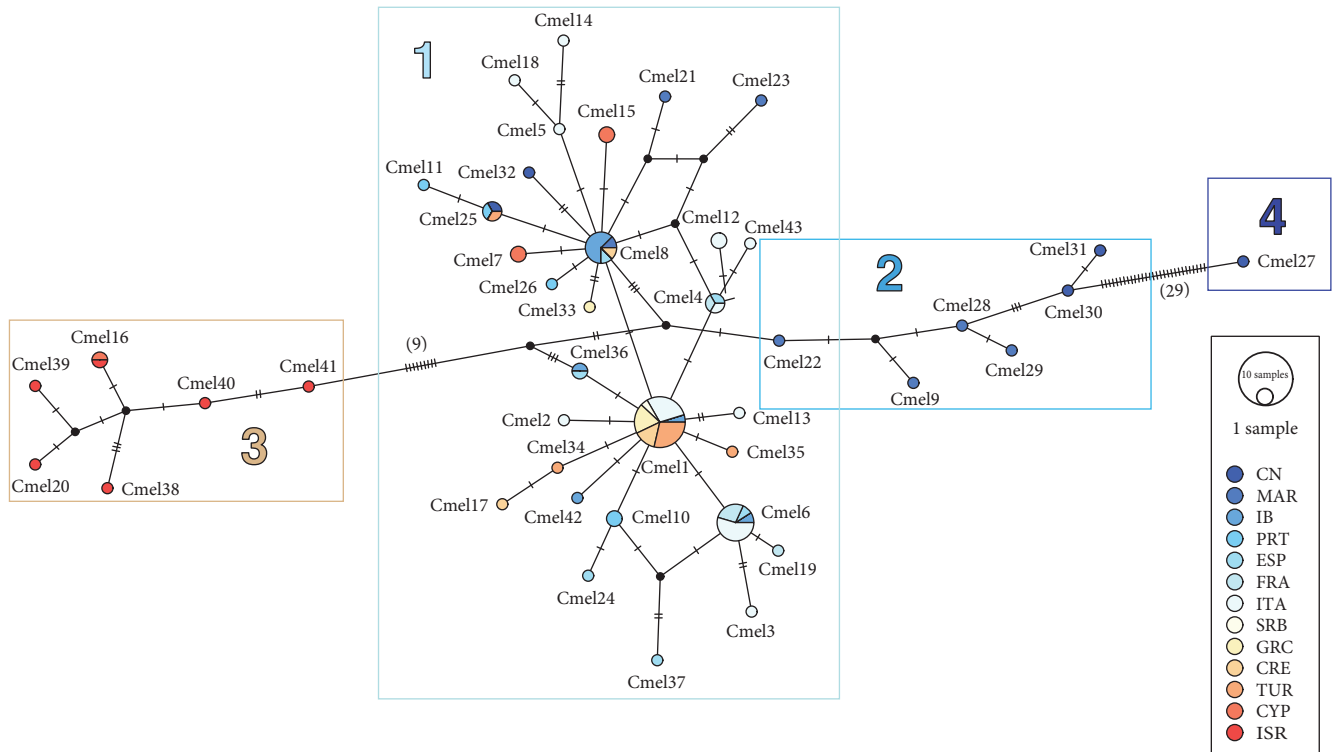 Cmel14
1
Cmel18
Cmel21
Cmel23
Cmel15
Cmel5
Cmel11
Cmel32
4
Cmel25
Cmel12
Cmel43
Cmel8
Cmel31
Cmel7
2
Cmel27
Cmel26
Cmel4
(29)
Cmel33
Cmel28
Cmel30
Cmel16
(9)
Cmel36
Cmel22
Cmel29
Cmel39
Cmel41
Cmel40
10 samples
Cmel9
Cmel2
Cmel13
1 sample
3
Cmel34
Cmel35
Cmel1
Cmel20
Cmel38
Cmel17
Cmel42
Cmel10
Cmel6
CN
MAR
IB
PRT
ESP
FRA
ITA
SRB
GRC
CRE
TUR
CYP
ISR
Cmel19
Cmel24
Cmel3
Cmel37